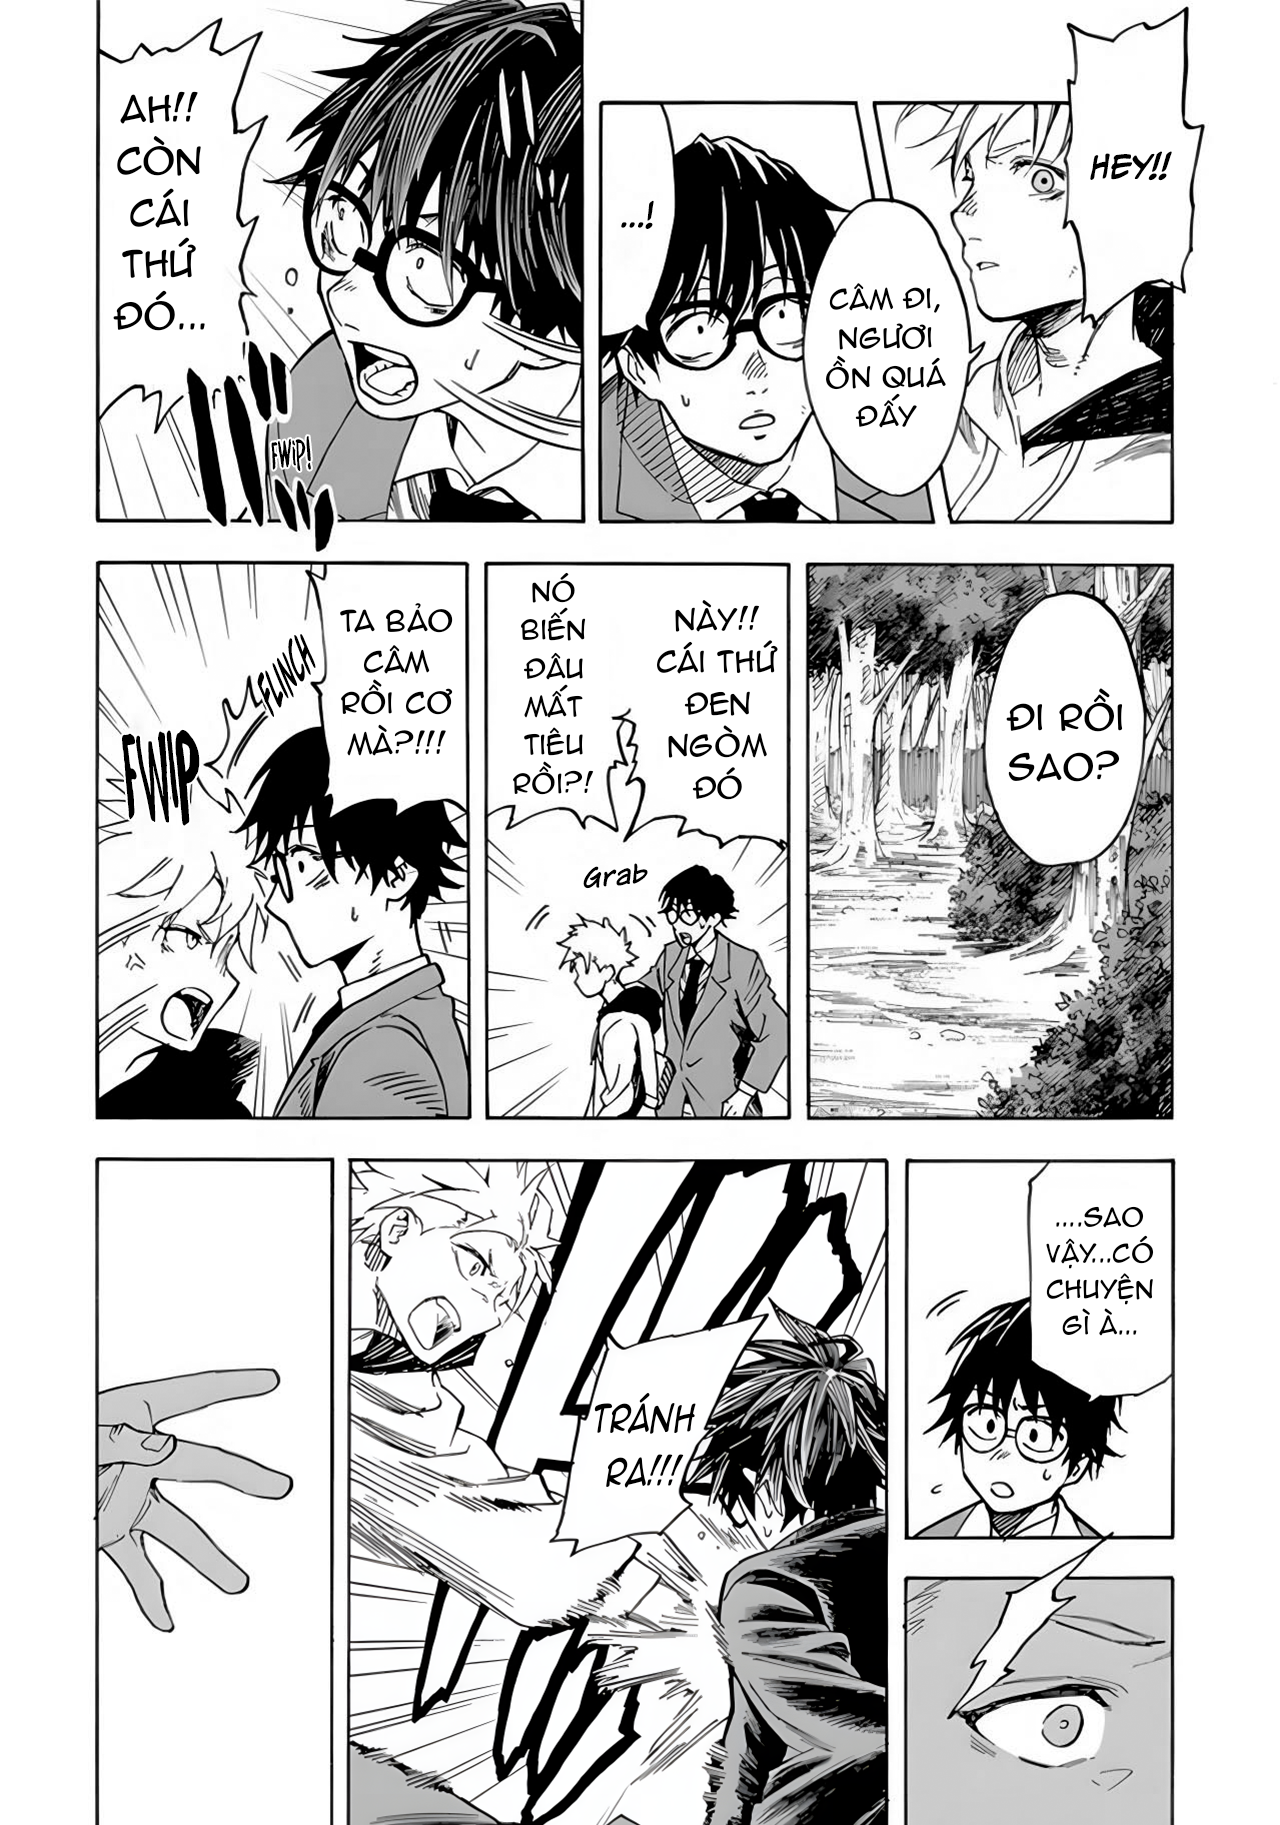 HEY!!
CÂM ĐI,
NGƯƠI
ỒN QUÁ
ĐẤY
...!
AH!!
CÒN
CÁI
THỨ
ĐÓ...
FWIP!
ĐI RỒI
SAO?
NÀY!!
CÁI THỨ
ĐEN
NGÒM
ĐÓ
NÓ
BIẾN
ĐÂU
MẤT
TIÊU
RỒI?!
Grab
TA BẢO
CÂM
RỒI CƠ
MÀ?!!!
FLINCH
FWIP
....SAO
VẬY...CÓ
CHUYỆN
GÌ À...
TRÁNH
RA!!!